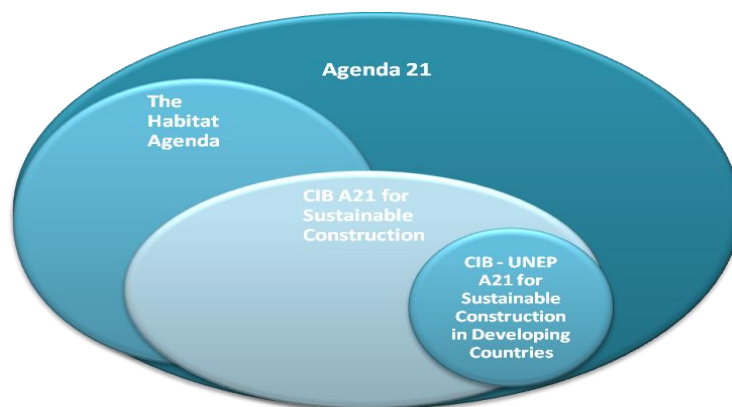 Agenda 21
The
Habitat
Agenda
CIB A21 for
Sustainable
Construction
CIB - UNEP
A21 for
Sustainable
Construction
in Developing
Countries